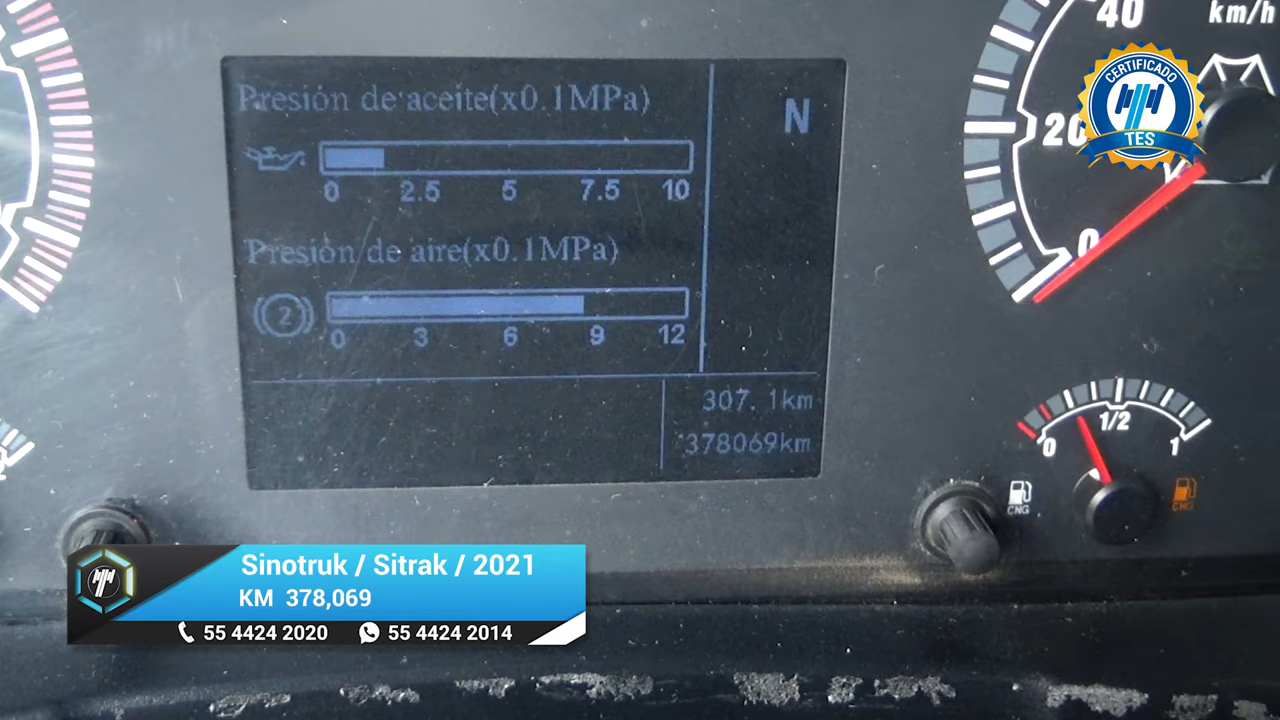 Presión de aceite(x0.1MPa)
N
0 2.5 5 7.5 10
Presión de aire(x0.1MPa)
2
0 3 6 9 12
307.1km
378069km
40
km/h
20
0
CERTIFICADO
TES
0 1/2 1
CNG
CNG
Sinotruk / Sitrak / 2021
KM 378,069
55 4424 2020 55 4424 2014